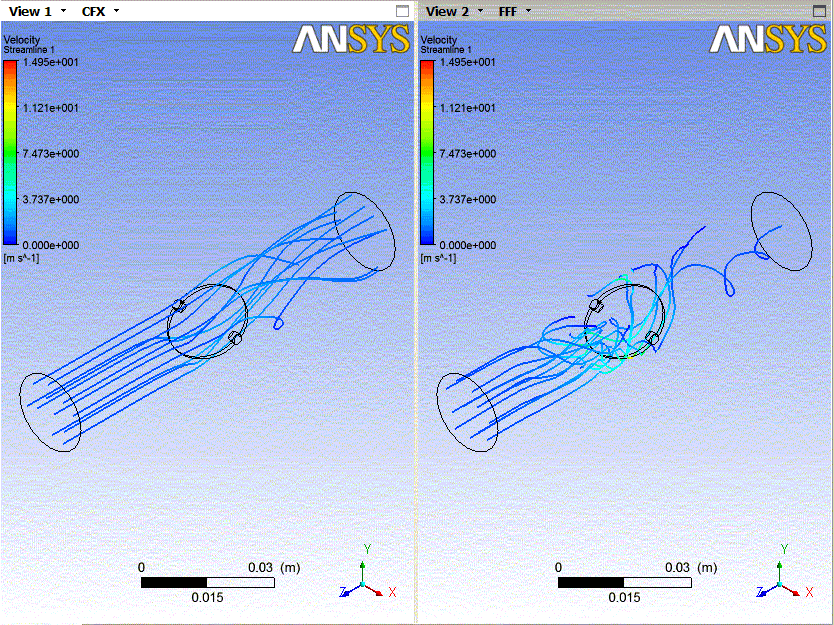 View 1 CFX
ANSYS
Velocity
Streamline 1
1.495e+001
1.121e+001
7.473e+000
3.737e+000
0.000e+000
[m s^-1]
0 0.03 (m)
0.015
Y
Z X
View 2 FFF
ANSYS
Velocity
Streamline 1
1.495e+001
1.121e+001
7.473e+000
3.737e+000
0.000e+000
[m s^-1]
0 0.03 (m)
0.015
Y
Z X